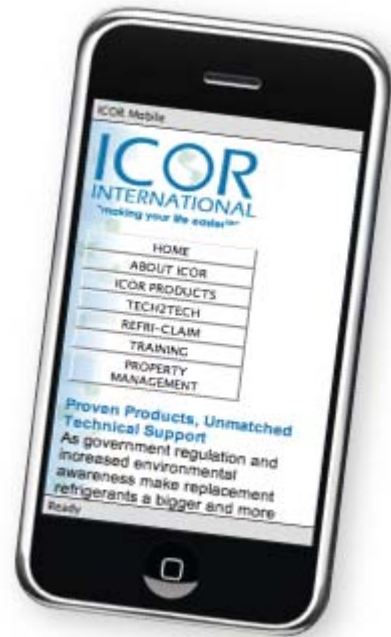 ICOR Mobile
ICOR
INTERNATIONAL
"making your life easier"℠
HOME
ABOUT ICOR
ICOR PRODUCTS
TECH2TECH
REFRI-CLAIM
TRAINING
PROPERTY
MANAGEMENT
Proven Products, Unmatched
Technical Support
As government regulation and
increased environmental
awareness make replacement
refrigerants a bigger and more
Ready